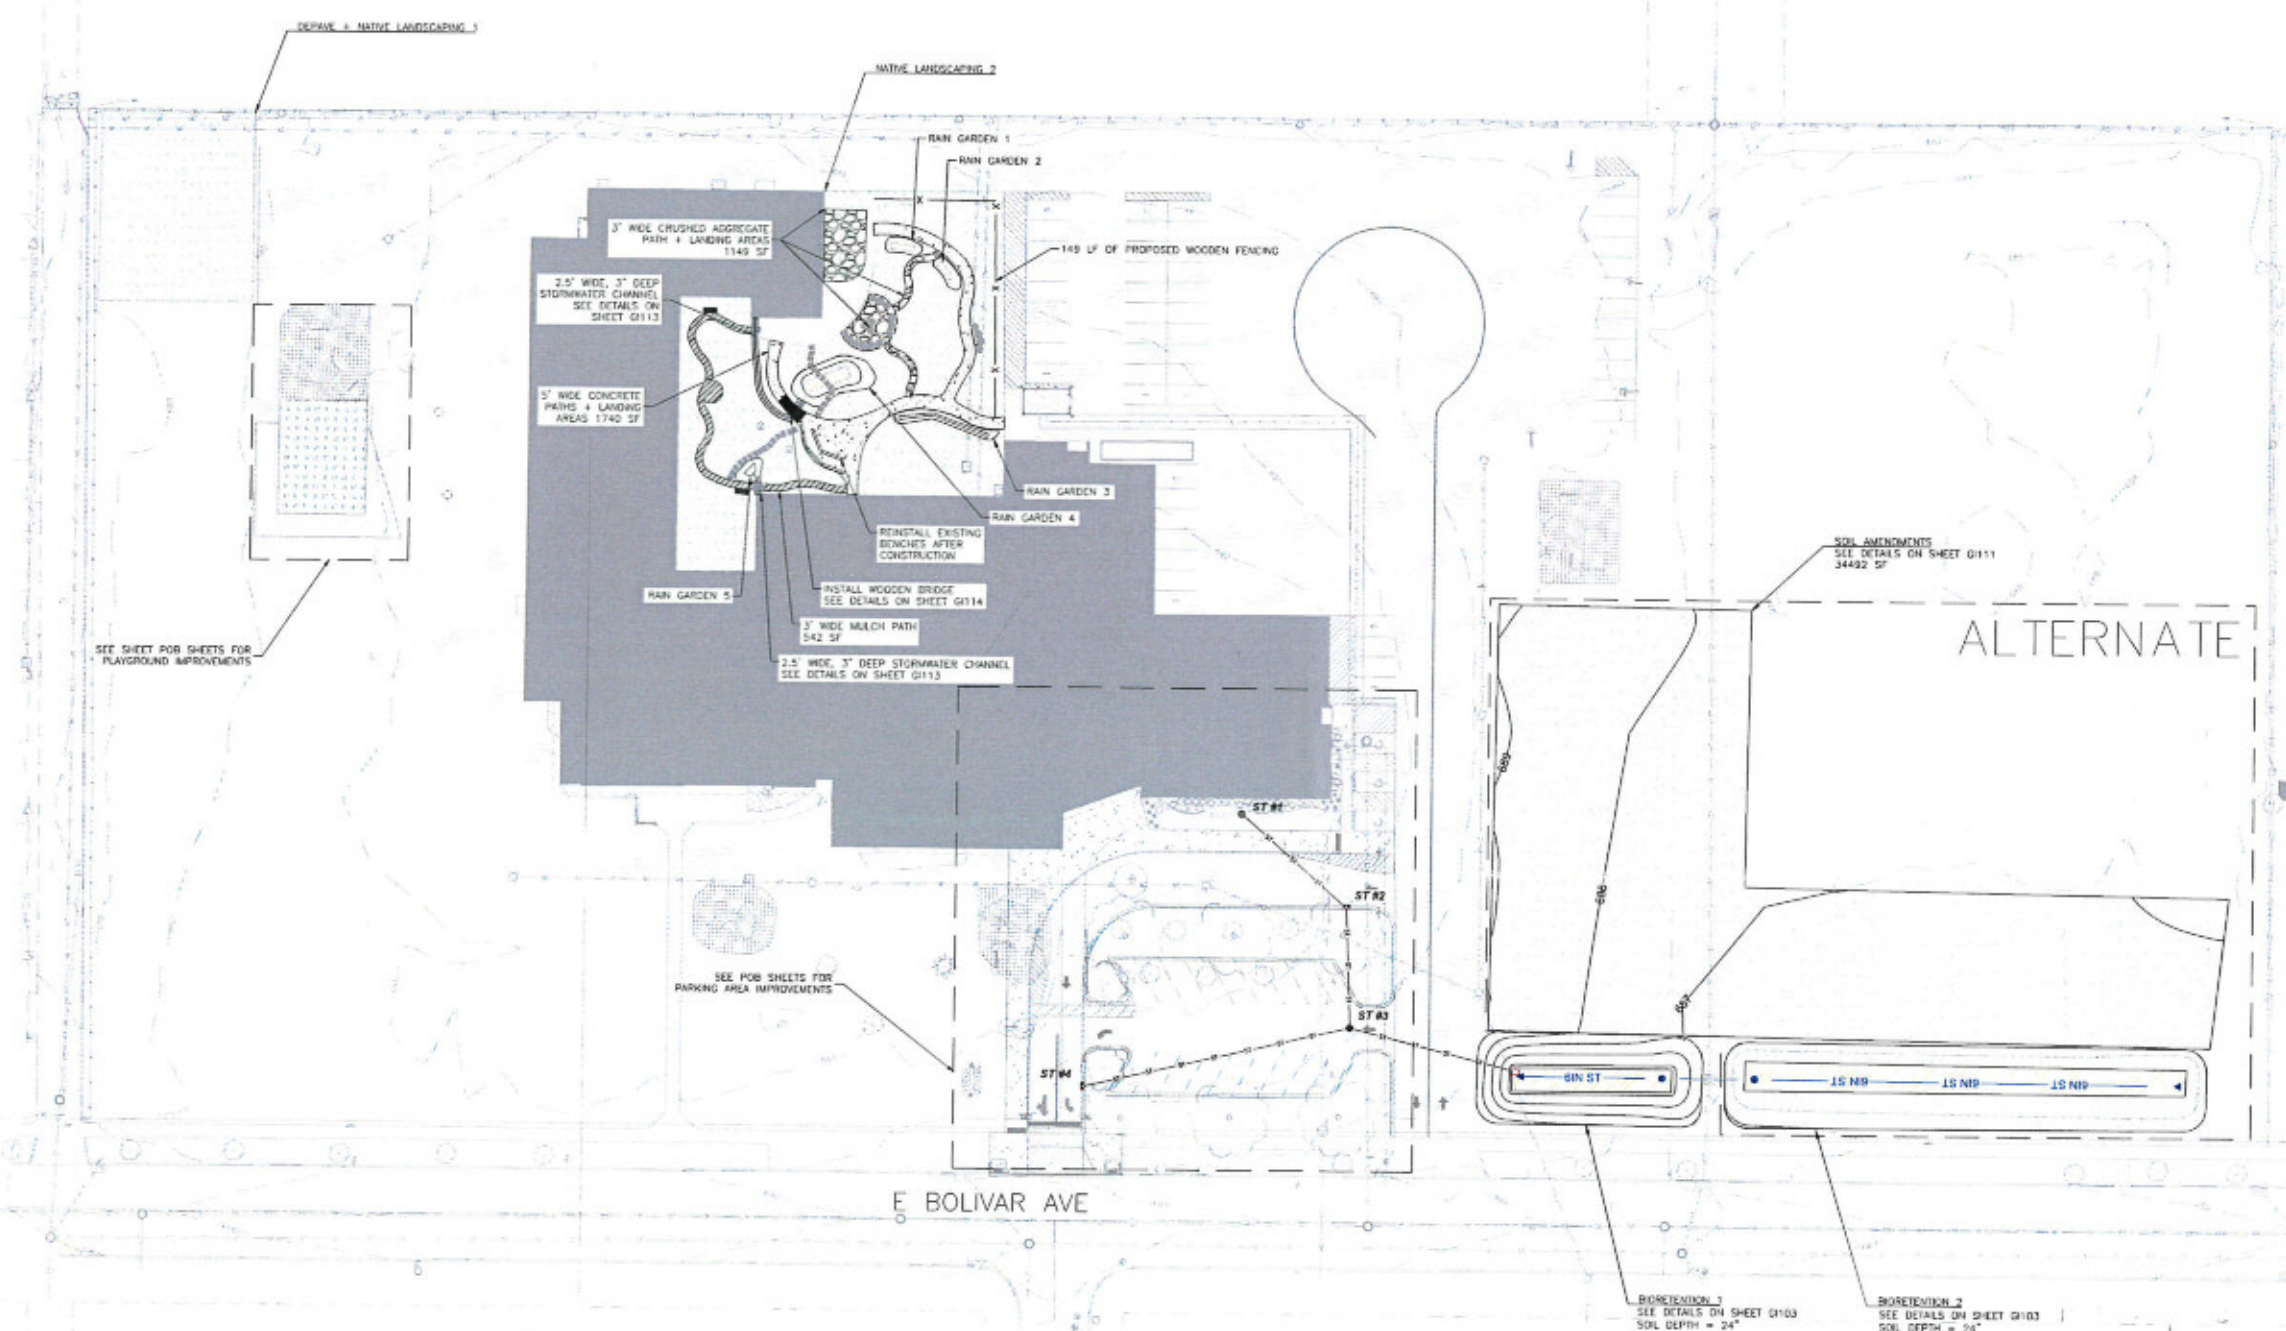 DEPAVE + NATIVE LANDSCAPING 1
NATIVE LANDSCAPING 2
RAIN GARDEN 1
RAIN GARDEN 2
3" WIDE CRUSHED AGGREGATE
PATH + LANDING AREAS
1149 SF
149 LF OF PROPOSED WOODEN FENCING
2.5' WIDE, 3" DEEP
STORMWATER CHANNEL
SEE DETAILS ON
SHEET GI113
5' WIDE CONCRETE
PATHS + LANDING
AREAS 1740 SF
RAIN GARDEN 3
RAIN GARDEN 4
REINSTALL EXISTING
BENCHES AFTER
CONSTRUCTION
RAIN GARDEN 5
INSTALL WOODEN BRIDGE
SEE DETAILS ON SHEET GI114
3" WIDE MULCH PATH
542 SF
2.5' WIDE, 3" DEEP STORMWATER CHANNEL
SEE DETAILS ON SHEET GI113
SEE SHEET POB SHEETS FOR
PLAYGROUND IMPROVEMENTS
SOIL AMENDMENTS
SEE DETAILS ON SHEET GI111
34492 SF
ALTERNATE
689
688
687
ST #1
ST #2
ST #3
ST #4
SEE POB SHEETS FOR
PARKING AREA IMPROVEMENTS
6IN ST
6IN ST
6IN ST
6IN ST
E BOLIVAR AVE
BIORETENTION 1
SEE DETAILS ON SHEET GI103
SOIL DEPTH = 24"
BIORETENTION 2
SEE DETAILS ON SHEET GI103
SOIL DEPTH = 24"